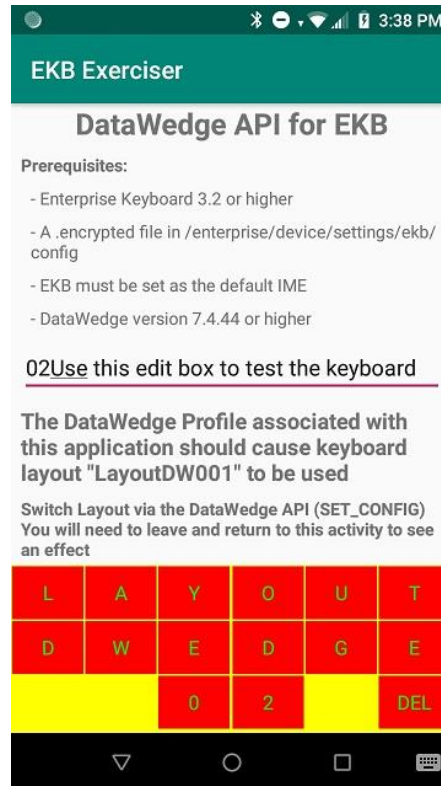 3:38 PM
EKB Exerciser
DataWedge API for EKB
Prerequisites:
- Enterprise Keyboard 3.2 or higher
- A .encrypted file in /enterprise/device/settings/ekb/
config
- EKB must be set as the default IME
- DataWedge version 7.4.44 or higher
02Use this edit box to test the keyboard
The DataWedge Profile associated with
this application should cause keyboard
layout "LayoutDW001" to be used
Switch Layout via the DataWedge API (SET_CONFIG)
You will need to leave and return to this activity to see
an effect
L A Y O U T
D W E D G E
0 2 DEL